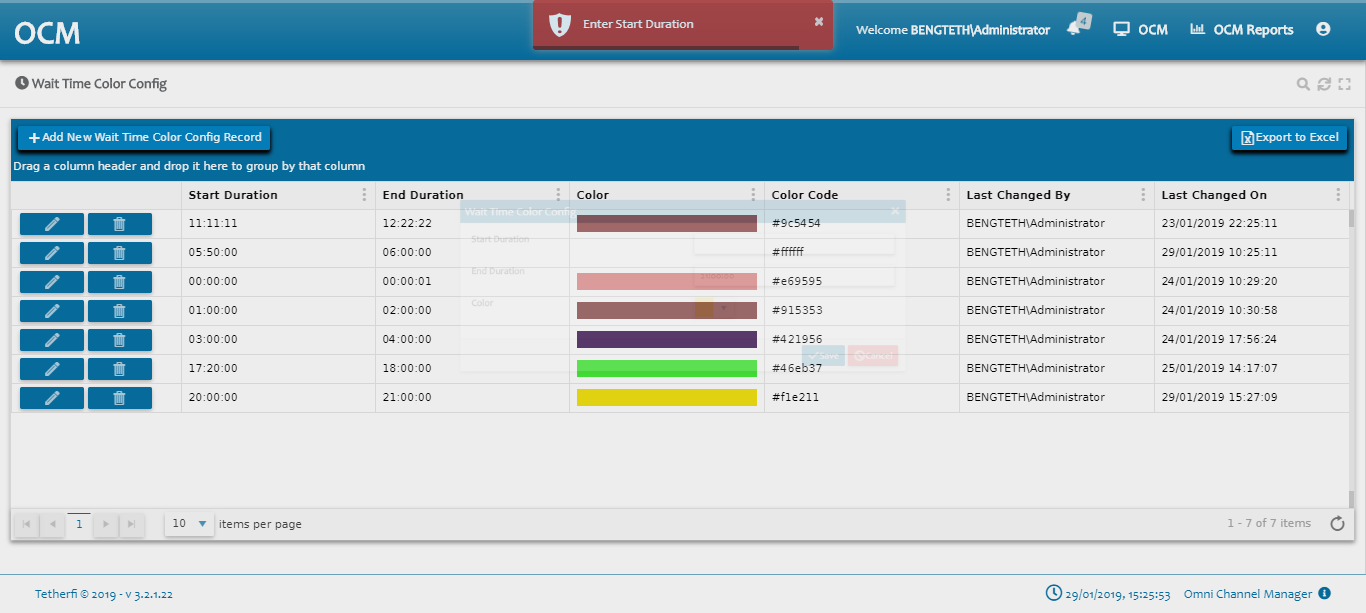 OCM
Enter Start Duration
Welcome BENGTETH\Administrator
4
OCM
OCM Reports
Wait Time Color Config
Add New Wait Time Color Config Record
Export to Excel
Drag a column header and drop it here to group by that column
Start Duration End Duration Color Color Code Last Changed By Last Changed On
11:11:11 12:22:22 #9c5454 BENGTETH\Administrator 23/01/2019 22:25:11
05:50:00 06:00:00 #ffffff BENGTETH\Administrator 29/01/2019 10:25:11
00:00:00 00:00:01 #e69595 BENGTETH\Administrator 24/01/2019 10:29:20
01:00:00 02:00:00 #915353 BENGTETH\Administrator 24/01/2019 10:30:58
03:00:00 04:00:00 #421956 BENGTETH\Administrator 24/01/2019 17:56:24
17:20:00 18:00:00 #46eb37 BENGTETH\Administrator 25/01/2019 14:17:07
20:00:00 21:00:00 #f1e211 BENGTETH\Administrator 29/01/2019 15:27:09
Wait Time Color Config
Start Duration
End Duration
Color
Save Cancel
1 10 items per page 1 - 7 of 7 items
Tetherfi © 2019 - v 3.2.1.22 29/01/2019, 15:25:53 Omni Channel Manager